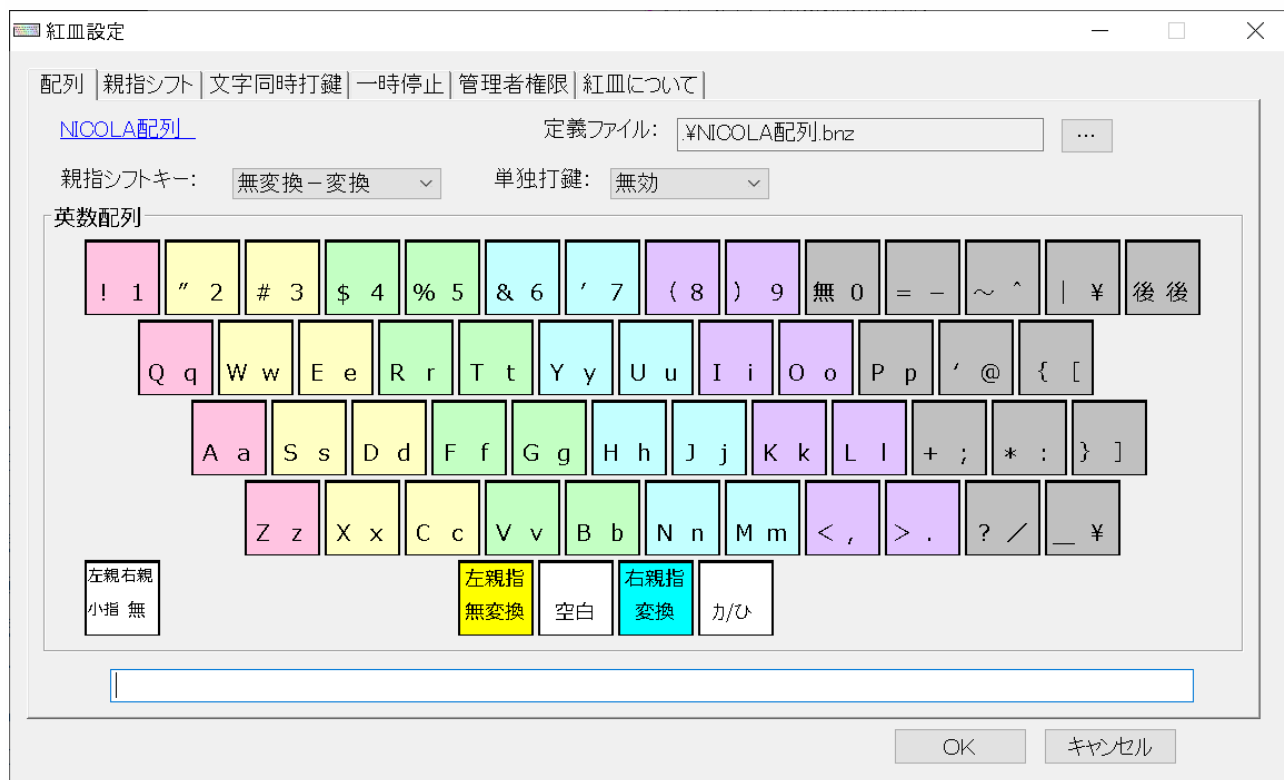 紅皿設定
配列 親指シフト 文字同時打鍵 一時停止 管理者権限 紅皿について
NICOLA配列 定義ファイル: .¥NICOLA配列.bnz ...
親指シフトキー: 無変換－変換 単独打鍵: 無効
英数配列
! 1 ″ 2 # 3 $ 4 % 5 & 6 ′ 7 ( 8 ) 9 無 0 = － ～ ＾ | ¥ 後 後
Q q W w E e R r T t Y y U u I i O o P p ‘ @ { [
A a S s D d F f G g H h J j K k L l + ; * : } ]
Z z X x C c V v B b N n M m < , > . ? ／ ＿ ¥
左親右親 左親指 右親指
小指 無 無変換 空白 変換 カ/ひ
OK キャンセル